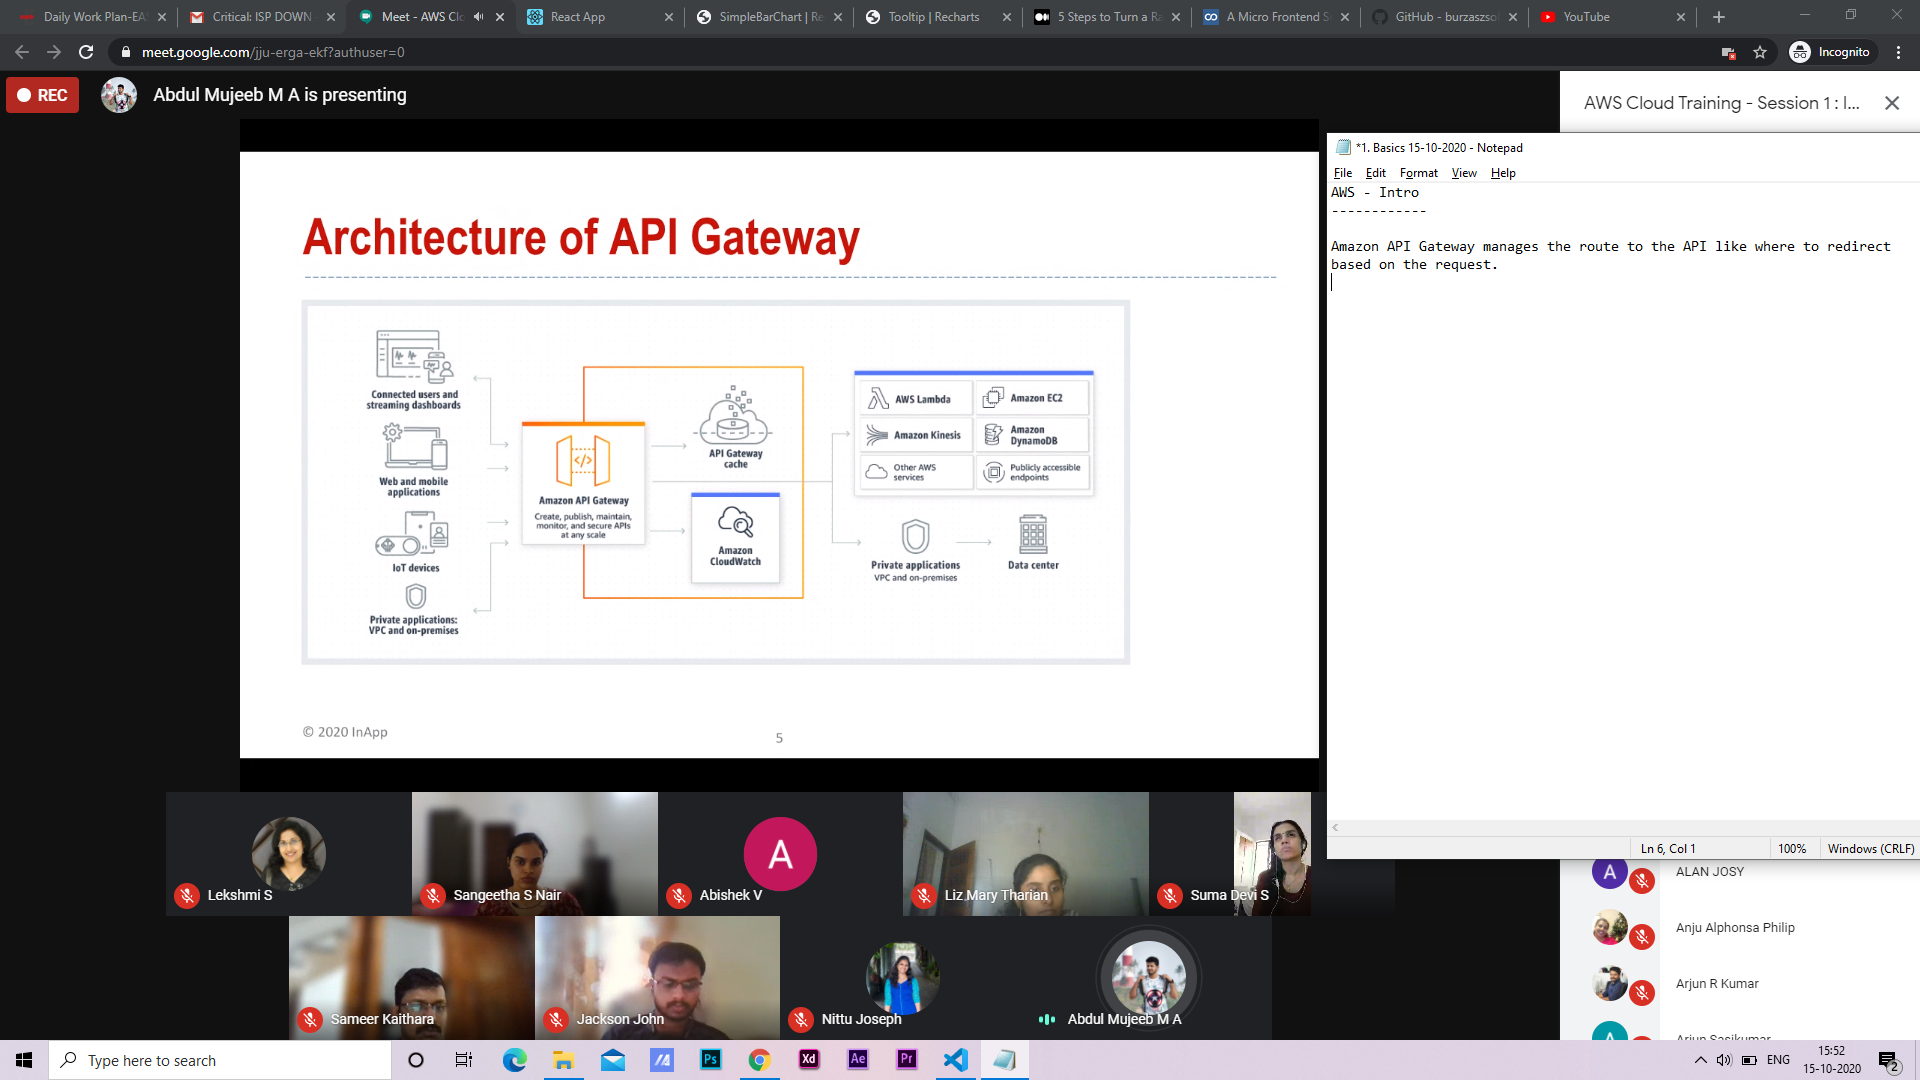 Daily Work Plan-EAS
Critical: ISP DOWN
Meet - AWS Clo
React App
SimpleBarChart | Re
Tooltip | Recharts
5 Steps to Turn a Ra
A Micro Frontend S
GitHub - burzaszso
YouTube
meet.google.com/jju-erga-ekf?authuser=0
Incognito
REC
Abdul Mujeeb M A is presenting
AWS Cloud Training - Session 1 : I...
*1. Basics 15-10-2020 - Notepad
File Edit Format View Help
AWS - Intro
------------
Amazon API Gateway manages the route to the API like where to redirect
based on the request.
Architecture of API Gateway
Connected users and
streaming dashboards
Web and mobile
applications
IoT devices
Private applications:
VPC and on-premises
Amazon API Gateway
Create, publish, maintain,
monitor, and secure APIs
at any scale
API Gateway
cache
Amazon
CloudWatch
AWS Lambda
Amazon EC2
Amazon Kinesis
Amazon
DynamoDB
Other AWS
services
Publicly accessible
endpoints
Private applications
VPC and on-premises
Data center
© 2020 InApp
5
Ln 6, Col 1
100%
Windows (CRLF)
Lekshmi S
Sangeetha S Nair
A
Abishek V
Liz Mary Tharian
Suma Devi S
Sameer Kaithara
Jackson John
Nittu Joseph
Abdul Mujeeb M A
A
ALAN JOSY
Anju Alphonsa Philip
Arjun R Kumar
Arjun Sasikumar
Type here to search
Ps
Xd
Ae
Pr
ENG
15:52
15-10-2020
2